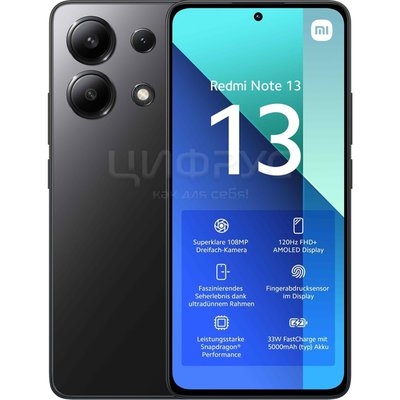 mi
Redmi Note 13
13
ЦИФРУС
как для себя!
Superklare 108MP
Dreifach-Kamera
120Hz FHD+
AMOLED Display
Faszinierendes
Seherlebnis dank
ultradünnem Rahmen
Fingerabdrucksensor
im Display
Leistungsstarke
Snapdragon®
Performance
33W FastCharge mit
5000mAh (typ) Akku